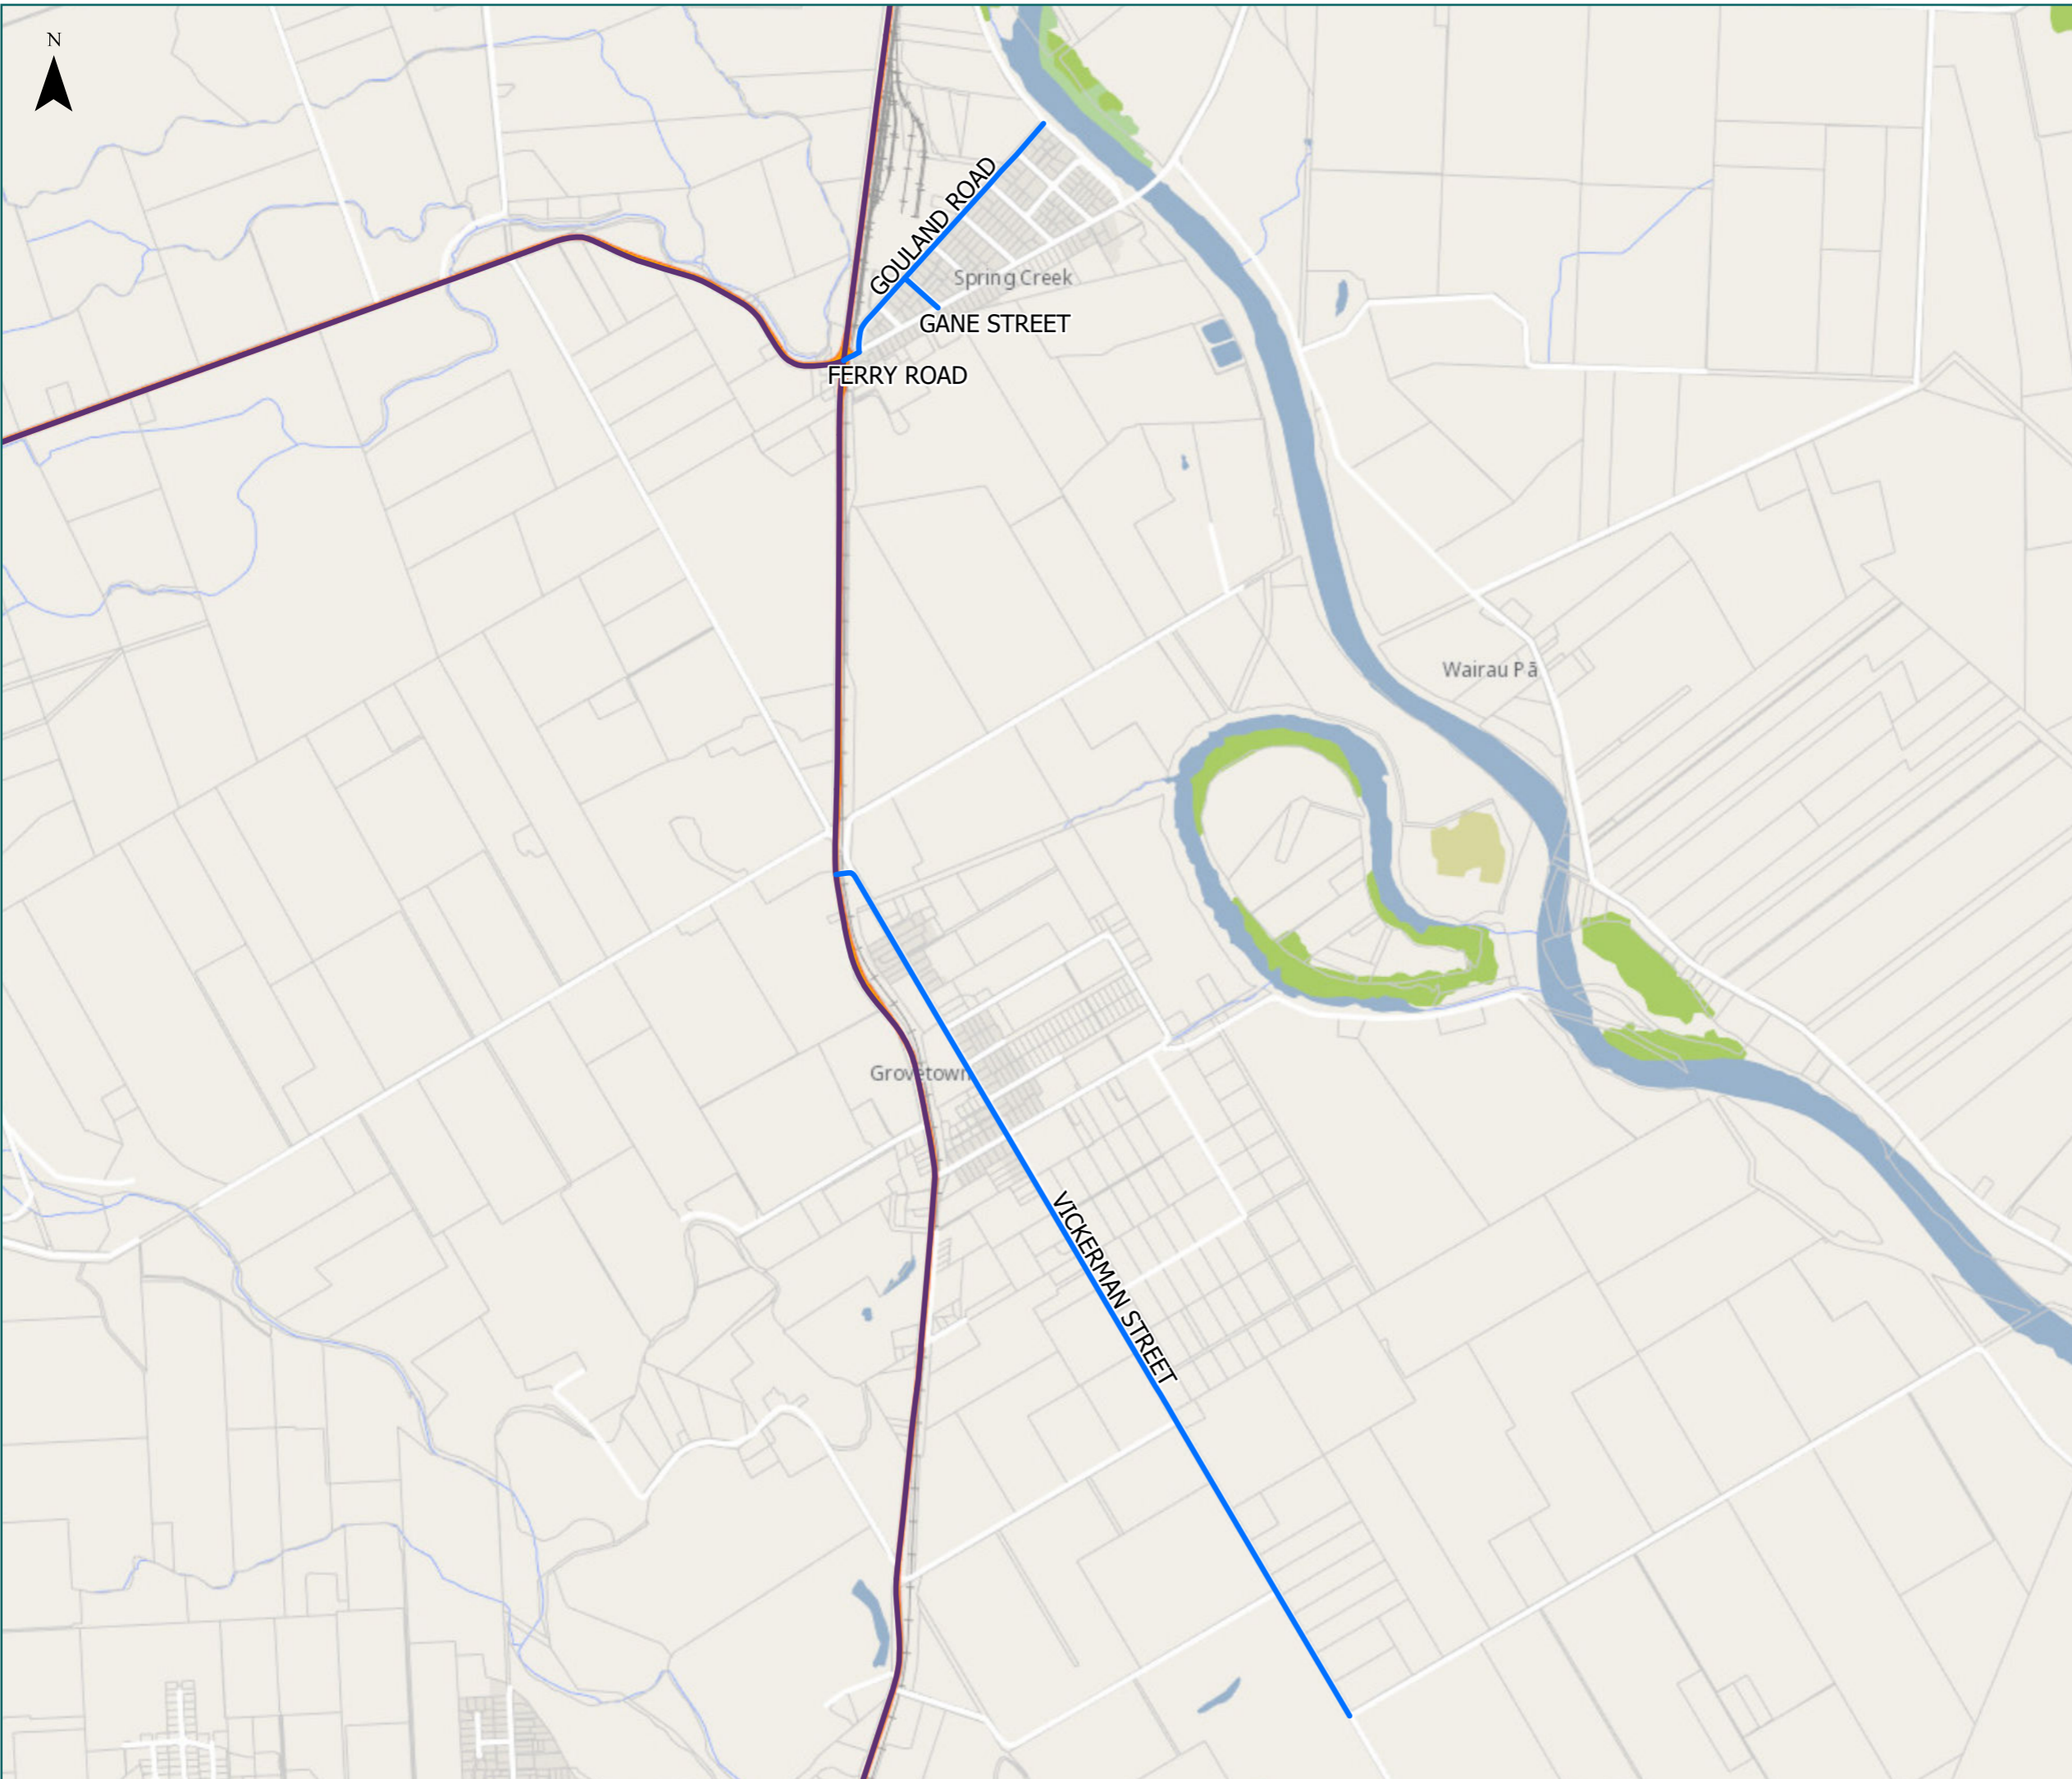 N
GOULAND ROAD
Spring Creek
GANE STREET
FERRY ROAD
Wairau Pā
Grovetown
VICKERMAN STREET